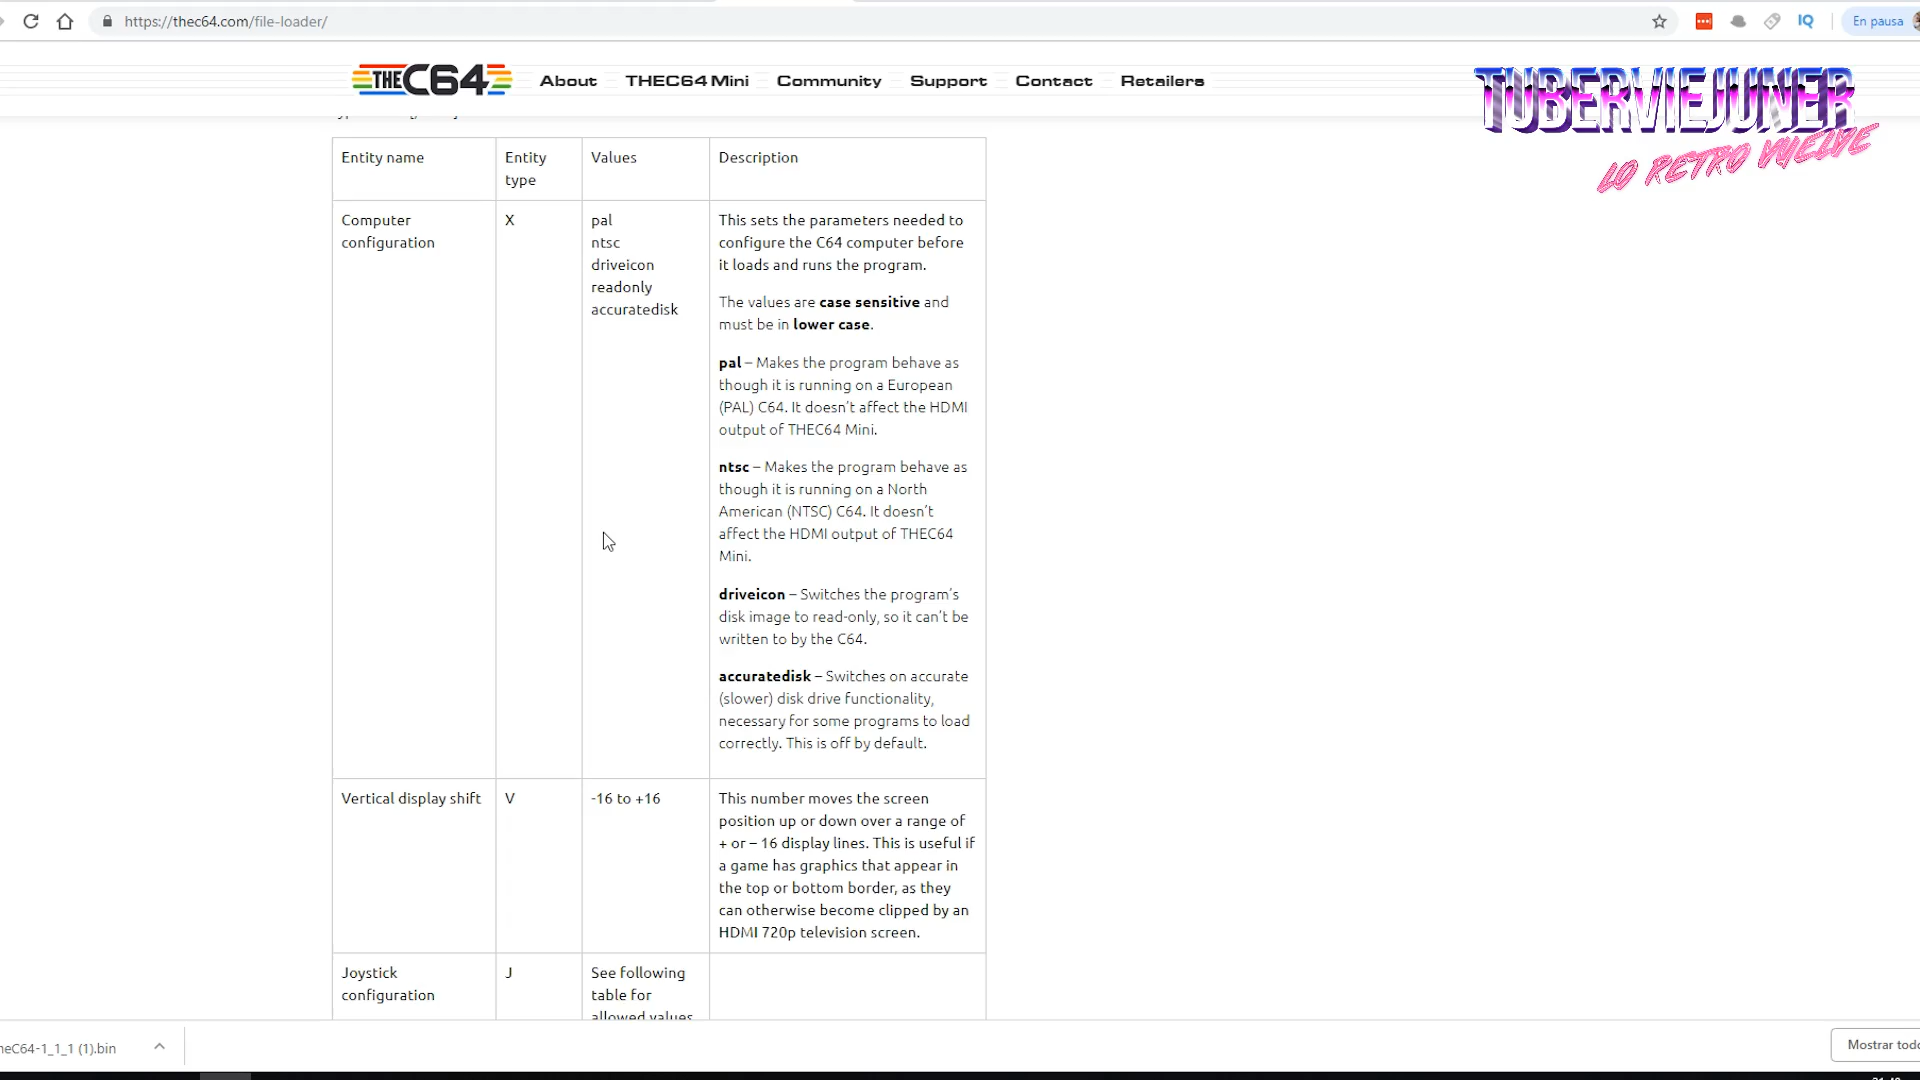 https://thec64.com/file-loader/
IQ
En pausa
THEC64
About
THEC64 Mini
Community
Support
Contact
Retailers
TUBERVIEJUNER
LO RETRO VUELVE
Entity name
Entity
type
Values
Description
Computer
configuration
X
pal
ntsc
driveicon
readonly
accuratedisk
This sets the parameters needed to
configure the C64 computer before
it loads and runs the program.
The values are case sensitive and
must be in lower case.
pal – Makes the program behave as
though it is running on a European
(PAL) C64. It doesn't affect the HDMI
output of THEC64 Mini.
ntsc – Makes the program behave as
though it is running on a North
American (NTSC) C64. It doesn't
affect the HDMI output of THEC64
Mini.
driveicon – Switches the program's
disk image to read-only, so it can't be
written to by the C64.
accuratedisk – Switches on accurate
(slower) disk drive functionality,
necessary for some programs to load
correctly. This is off by default.
Vertical display shift
V
-16 to +16
This number moves the screen
position up or down over a range of
+ or – 16 display lines. This is useful if
a game has graphics that appear in
the top or bottom border, as they
can otherwise become clipped by an
HDMI 720p television screen.
Joystick
configuration
J
See following
table for
allowed values
heC64-1_1_1 (1).bin
Mostrar todo